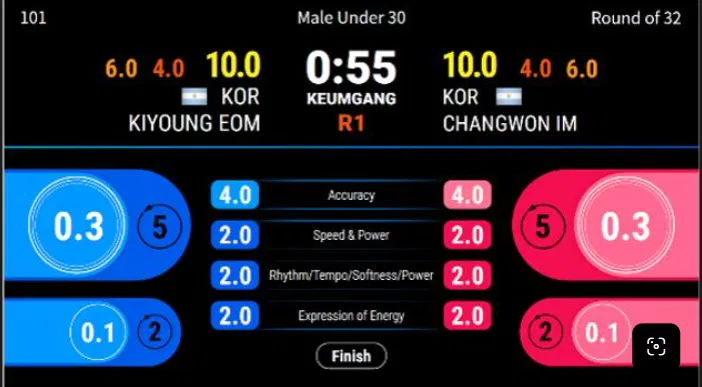 101 Male Under 30 Round of 32
6.0 4.0 10.0 0:55 10.0 4.0 6.0
KOR KEUMGANG KOR
KIYOUNG EOM R1 CHANGWON IM
4.0 Accuracy 4.0
0.3 5 2.0 Speed & Power 2.0 5 0.3
2.0 Rhythm/Tempo/Softness/Power 2.0
2.0 Expression of Energy 2.0
0.1 2 2 0.1
Finish